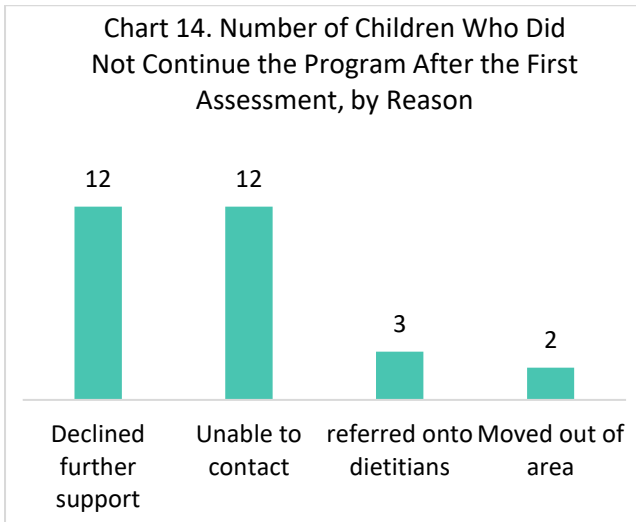 Chart 14. Number of Children Who Did
Not Continue the Program After the First
Assessment, by Reason
12
12
3
2
Declined
further
support
Unable to
contact
referred onto
dietitians
Moved out of
area